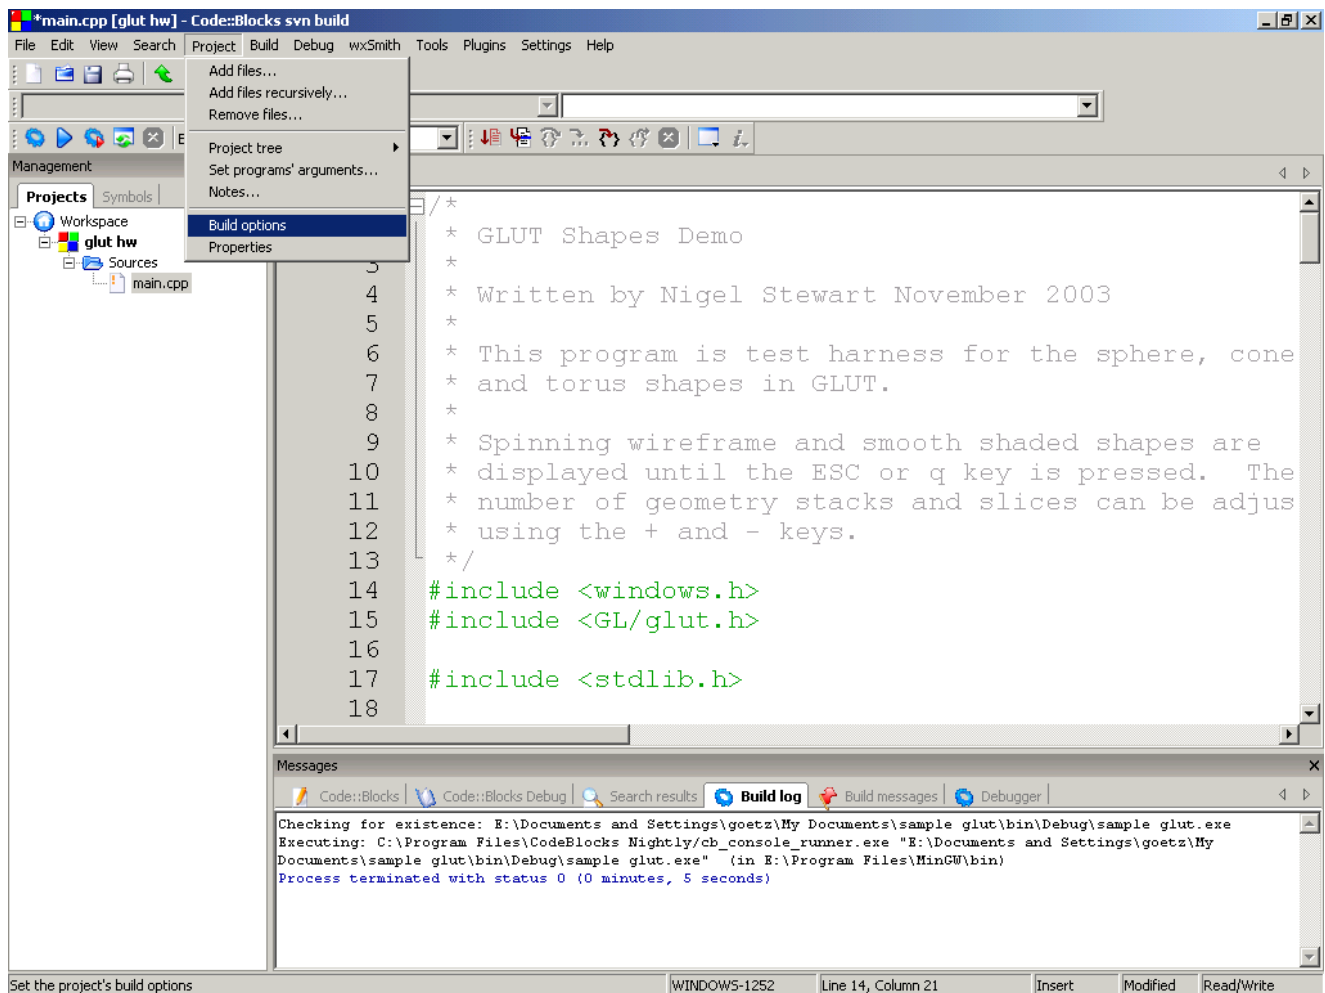 *main.cpp [glut hw] - Code::Blocks svn build
File Edit View Search Project Build Debug wxSmith Tools Plugins Settings Help
Add files...
Add files recursively...
Remove files...
Project tree
Set programs' arguments...
Notes...
Build options
Properties
Management
Projects Symbols
Workspace
glut hw
Sources
main.cpp
/*
* GLUT Shapes Demo
3 *
4 * Written by Nigel Stewart November 2003
5 *
6 * This program is test harness for the sphere, cone
7 * and torus shapes in GLUT.
8 *
9 * Spinning wireframe and smooth shaded shapes are
10 * displayed until the ESC or q key is pressed. The
11 * number of geometry stacks and slices can be adjus
12 * using the + and - keys.
13 */
14 #include <windows.h>
15 #include <GL/glut.h>
16
17 #include <stdlib.h>
18
Messages
Code::Blocks Code::Blocks Debug Search results Build log Build messages Debugger
Checking for existence: E:\Documents and Settings\goetz\My Documents\sample glut\bin\Debug\sample glut.exe
Executing: C:\Program Files\CodeBlocks Nightly/cb_console_runner.exe "E:\Documents and Settings\goetz\My
Documents\sample glut\bin\Debug\sample glut.exe" (in E:\Program Files\MinGW\bin)
Process terminated with status 0 (0 minutes, 5 seconds)
Set the project's build options WINDOWS-1252 Line 14, Column 21 Insert Modified Read/Write